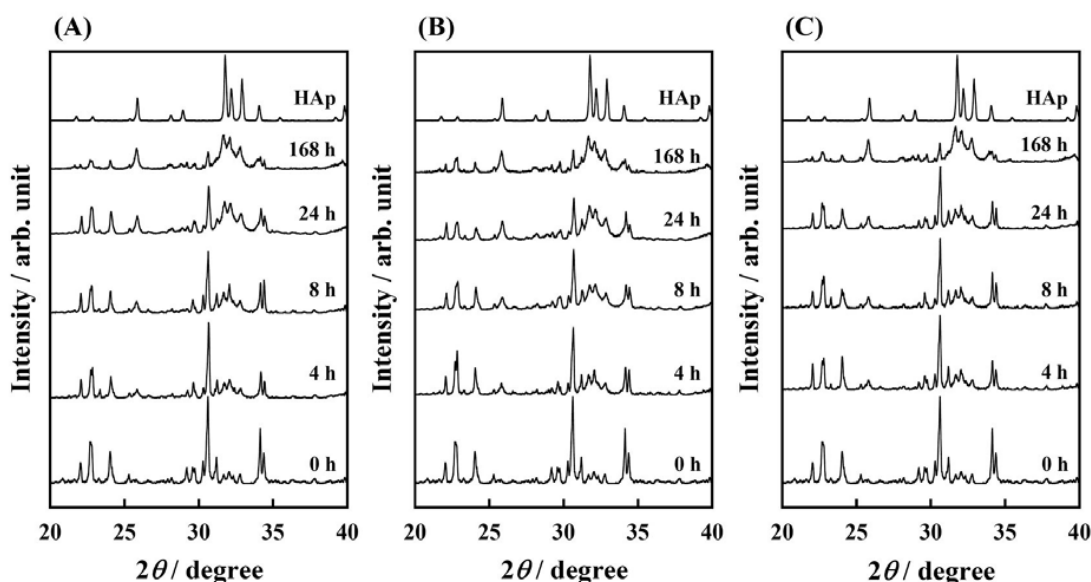 (A)
(B)
(C)
Intensity / arb. unit
HAp
168 h
24 h
8 h
4 h
0 h
20 25 30 35 40
2θ / degree
Intensity / arb. unit
HAp
168 h
24 h
8 h
4 h
0 h
20 25 30 35 40
2θ / degree
Intensity / arb. unit
HAp
168 h
24 h
8 h
4 h
0 h
20 25 30 35 40
2θ / degree